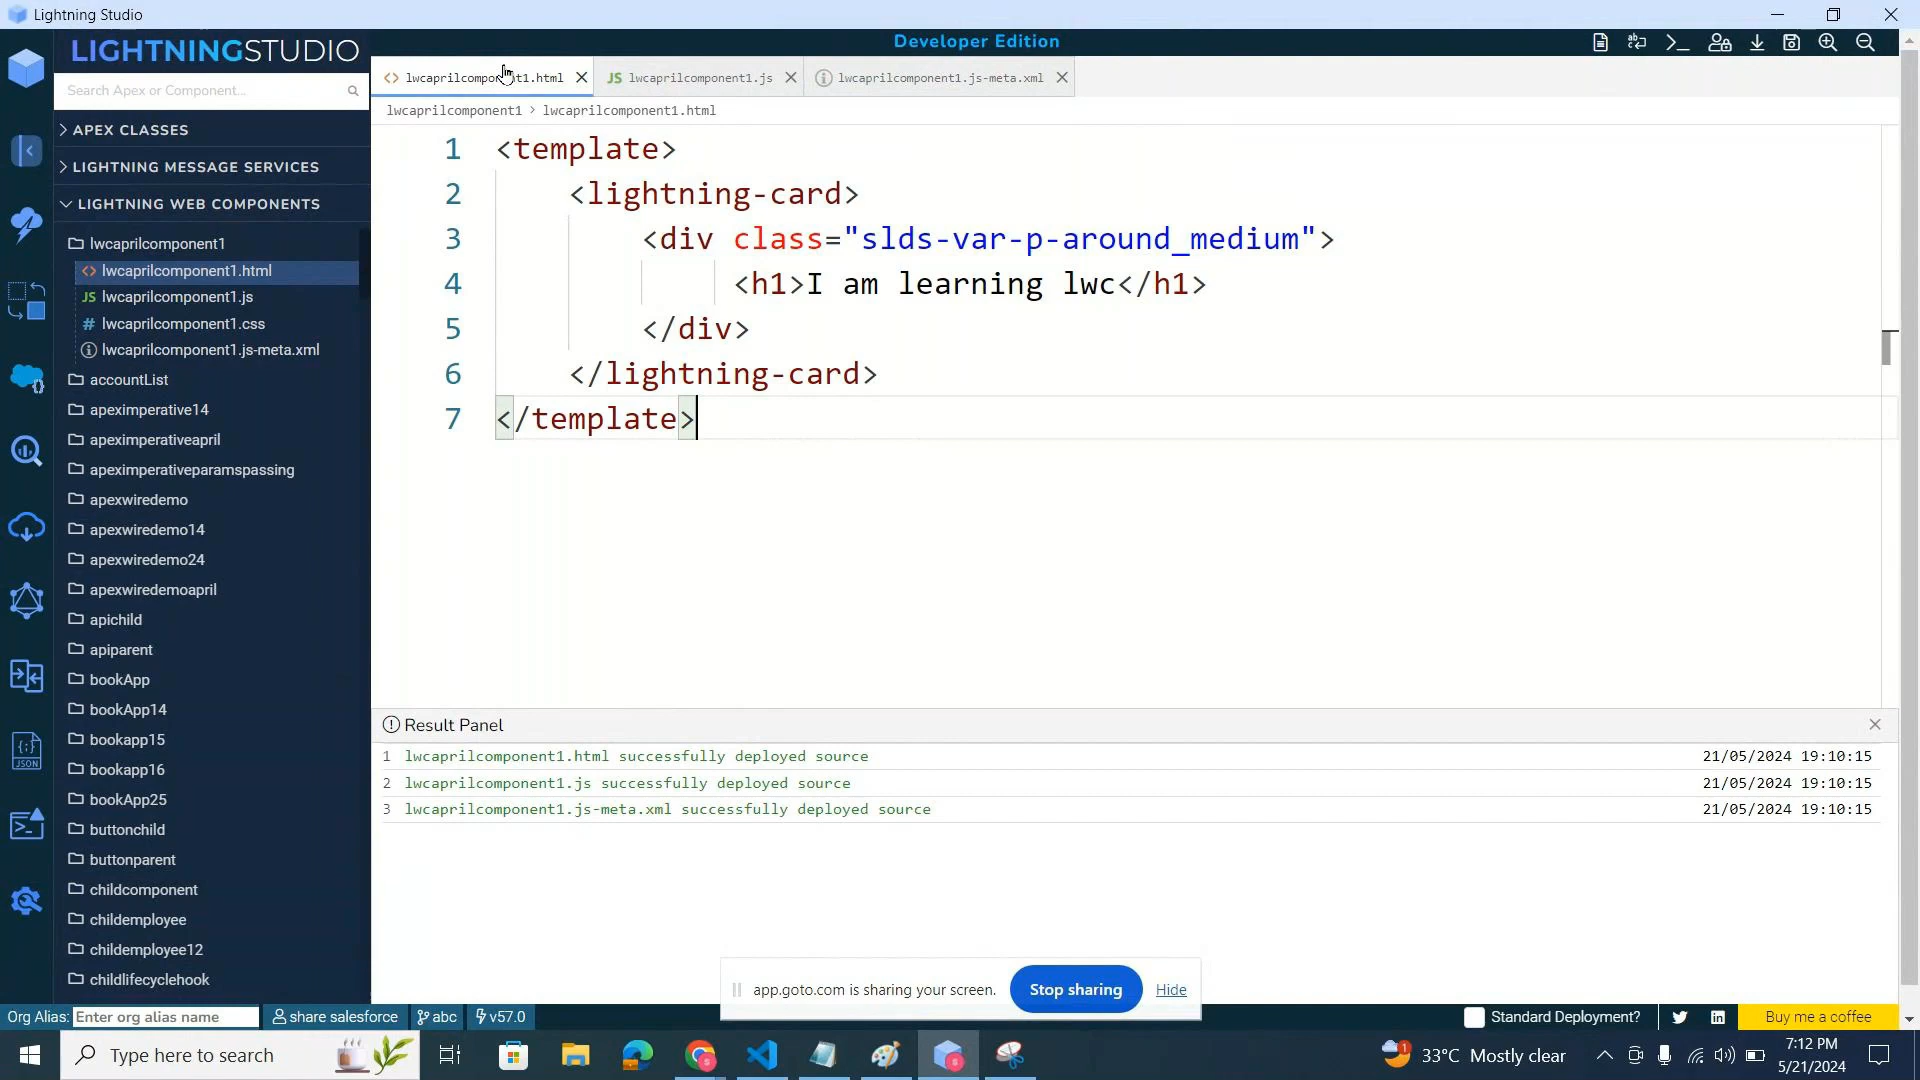 Lightning Studio
LIGHTNINGSTUDIO
Developer Edition
Search Apex or Component...
APEX CLASSES
LIGHTNING MESSAGE SERVICES
LIGHTNING WEB COMPONENTS
lwcaprilcomponent1
<> lwcaprilcomponent1.html
JS lwcaprilcomponent1.js
# lwcaprilcomponent1.css
lwcaprilcomponent1.js-meta.xml
accountList
apeximperative14
apeximperativeapril
apeximperativeparamspassing
apexwiredemo
apexwiredemo14
apexwiredemo24
apexwiredemoapril
apichild
apiparent
bookApp
bookApp14
bookapp15
bookapp16
bookApp25
buttonchild
buttonparent
childcomponent
childemployee
childemployee12
childlifecyclehook
<> lwcaprilcomponent1.html JS lwcaprilcomponent1.js lwcaprilcomponent1.js-meta.xml
lwcaprilcomponent1 > lwcaprilcomponent1.html
1 <template>
2 <lightning-card>
3 <div class="slds-var-p-around_medium">
4 <h1>I am learning lwc</h1>
5 </div>
6 </lightning-card>
7 </template>
Result Panel
1 lwcaprilcomponent1.html successfully deployed source 21/05/2024 19:10:15
2 lwcaprilcomponent1.js successfully deployed source 21/05/2024 19:10:15
3 lwcaprilcomponent1.js-meta.xml successfully deployed source 21/05/2024 19:10:15
JSON
app.goto.com is sharing your screen. Stop sharing Hide
Org Alias: Enter org alias name share salesforce abc v57.0 Standard Deployment? Buy me a coffee
Type here to search
1 33°C Mostly clear
7:12 PM
5/21/2024